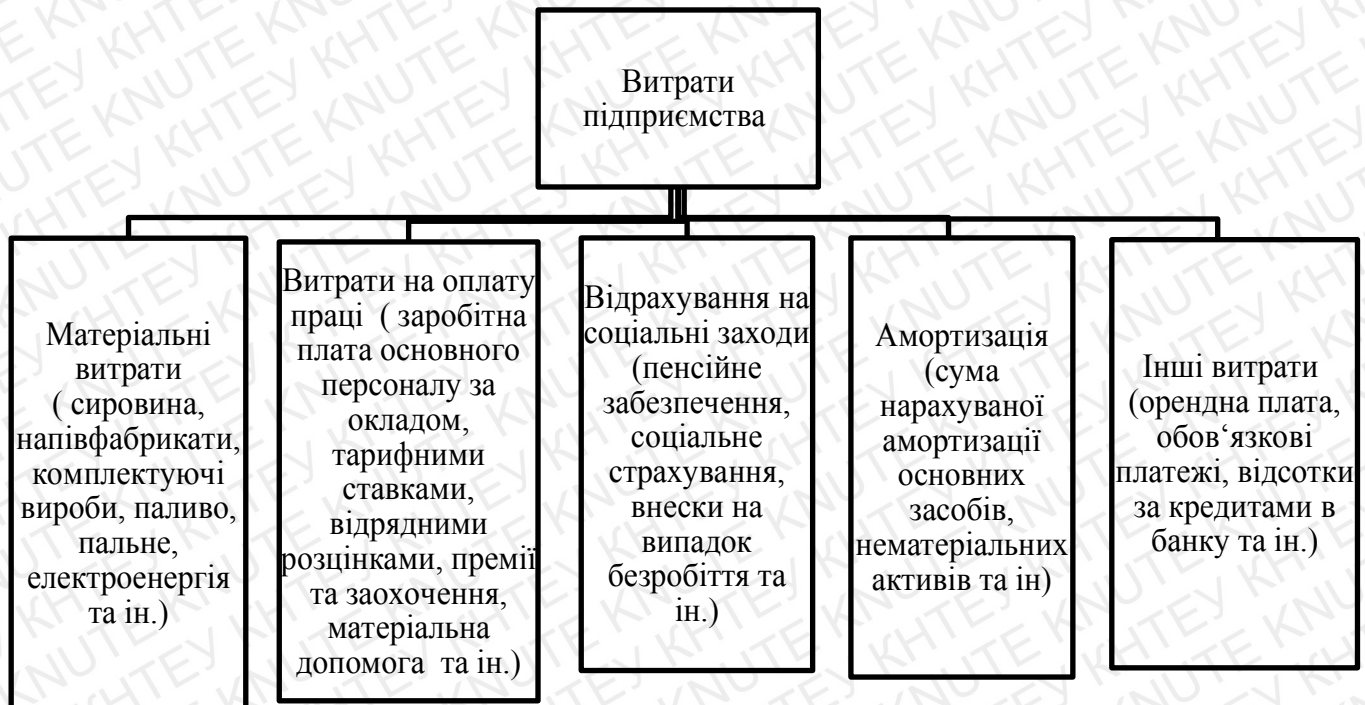 Витрати
підприємства
Матеріальні
витрати
( сировина,
напівфабрикати,
комплектуючі
вироби, паливо,
пальне,
електроенергія
та ін.)
Витрати на оплату
праці ( заробітна
плата основного
персоналу за
окладом,
тарифними
ставками,
відрядними
розцінками, премії
та заохочення,
матеріальна
допомога та ін.)
Відрахування на
соціальні заходи
(пенсійне
забезпечення,
соціальне
страхування,
внески на
випадок
безробіття та
ін.)
Амортизація
(сума
нарахуваної
амортизації
основних
засобів,
нематеріальних
активів та ін)
Інші витрати
(орендна плата,
обов‘язкові
платежі, відсотки
за кредитами в
банку та ін.)